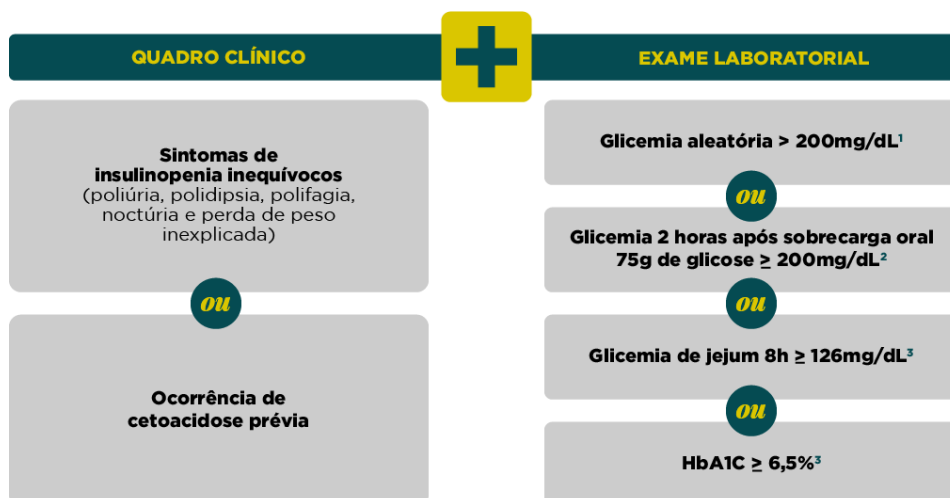 QUADRO CLÍNICO
Sintomas de
insulinopenia inequívocos
(poliúria, polidipsia, polifagia,
noctúria e perda de peso
inexplicada)
ou
Ocorrência de
cetoacidose prévia
EXAME LABORATORIAL
Glicemia aleatória > 200mg/dL¹
ou
Glicemia 2 horas após sobrecarga oral
75g de glicose ≥ 200mg/dL²
ou
Glicemia de jejum 8h ≥ 126mg/dL³
ou
HbA1C ≥ 6,5%³